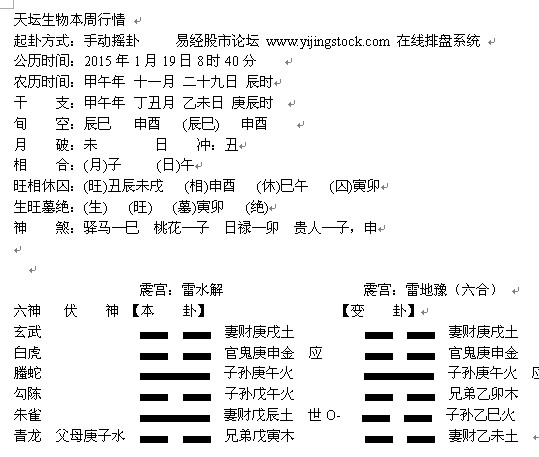 天坛生物本周行情
起卦方式：手动摇卦 易经股市论坛 www.yijingstock.com 在线排盘系统
公历时间：2015 年 1 月 19 日 8 时 40 分
农历时间：甲午年 十一月 二十九日 辰时
干 支：甲午年 丁丑月 乙未日 庚辰时
旬 空：辰巳 申酉 (辰巳) 申酉
月 破：未 日 冲：丑
相 合：(月)子 (日)午
旺相休囚：(旺)丑辰未戌 (相)申酉 (休)巳午 (囚)寅卯
生旺墓绝：(生) (旺) (墓)寅卯 (绝)
神 煞：驿马—巳 桃花—子 日禄—卯 贵人—子，申
震宫：雷水解 震宫：雷地豫（六合）
六神 伏 神 【本 卦】 【变 卦】
玄武 妻财庚戌土 妻财庚戌土
白虎 官鬼庚申金 应 官鬼庚申金
螣蛇 子孙庚午火 子孙庚午火 应
勾陈 子孙戊午火 兄弟乙卯木
朱雀 妻财戊辰土 世 O- 子孙乙巳火
青龙 父母庚子水 兄弟戊寅木 妻财乙未土